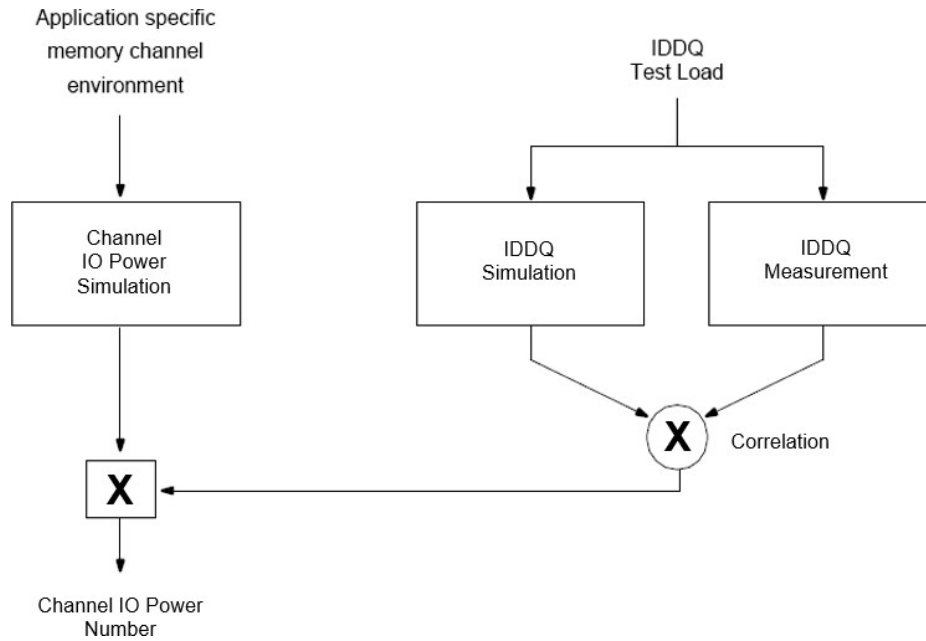 Application specific
memory channel
environment
IDDQ
Test Load
Channel
IO Power
Simulation
IDDQ
Simulation
IDDQ
Measurement
X
Correlation
X
Channel IO Power
Number